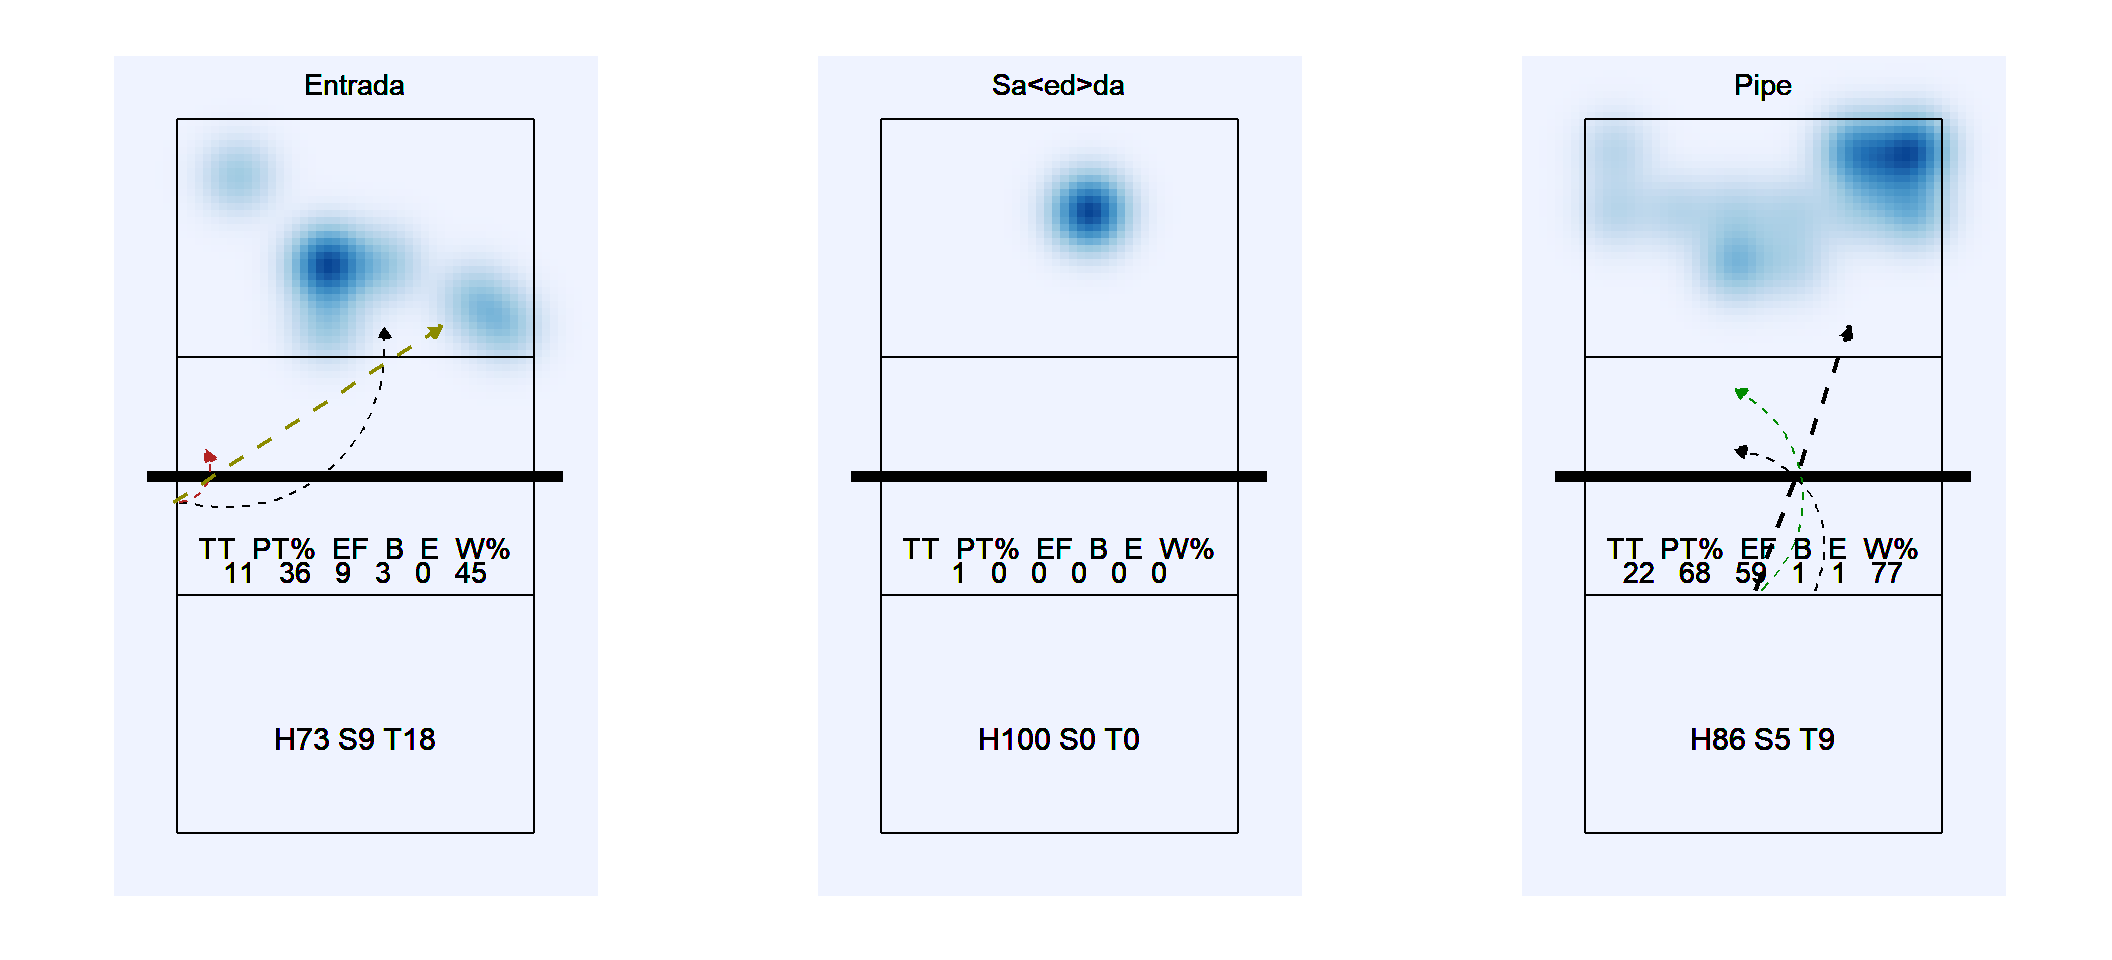 Entrada
TT PT% EF B E W%
11 36 9 3 0 45
H73 S9 T18
Sa<ed>da
TT PT% EF B E W%
1 0 0 0 0 0
H100 S0 T0
Pipe
TT PT% EF B E W%
22 68 59 1 1 77
H86 S5 T9